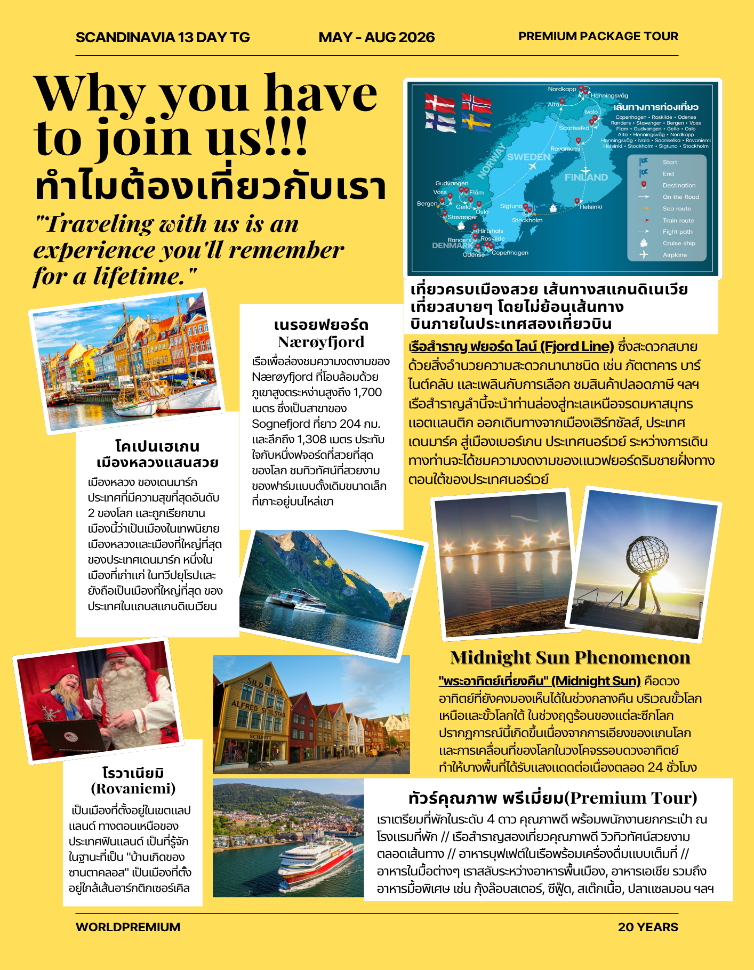 SCANDINAVIA 13 DAY TG
MAY - AUG 2026
PREMIUM PACKAGE TOUR
Why you have
to join us!!!
ทำไมต้องเที่ยวกับเรา
"Traveling with us is an
experience you'll remember
for a lifetime."
เส้นทางการท่องเที่ยว
Copenhagen • Roskilde • Odense
Randers • Stavanger • Bergen • Voss
Flam • Gudvangen • Geilo • Oslo
Alta • Honningsvåg • Nordkapp
Honningsvåg • Ivalo • Saariselka • Rovaniemi
Helsinki • Stockholm • Sigtuna • Stockholm
Start
End
Destination
On the Road
Sea route
Train route
Flight path
Cruise ship
Airplane
Nordkapp
Honningsvåg
Alta
Ivalo
Saariselka
Rovaniemi
NORWAY
SWEDEN
FINLAND
Gudvangen
Voss
Flåm
Bergen
Geilo
Oslo
Stavanger
Sigtuna
Stockholm
Helsinki
Hirtshals
Randers
Roskilde
DENMARK
Odense
Copenhagen
เที่ยวครบเมืองสวย เส้นทางสแกนดิเนเวีย
เที่ยวสบายๆ โดยไม่ย้อนเส้นทาง
บินภายในประเทศสองเที่ยวบิน
เรือสำราญ ฟยอร์ด ไลน์ (Fjord Line) ซึ่งสะดวกสบาย
ด้วยสิ่งอำนวยความสะดวกนานาชนิด เช่น ภัตตาคาร บาร์
ไนต์คลับ และเพลินกับการเลือก ชมสินค้าปลอดภาษี ฯลฯ
เรือสำราญลำนี้จะนำท่านล่องสู่ทะเลเหนือจรดมหาสมุทร
แอตแลนติก ออกเดินทางจากเมืองเฮิร์ทชัลส์, ประเทศ
เดนมาร์ค สู่เมืองเบอร์เกน ประเทศนอร์เวย์ ระหว่างการเดิน
ทางท่านจะได้ชมความงดงามของแนวฟยอร์ดริมชายฝั่งทาง
ตอนใต้ของประเทศนอร์เวย์
เนรอยฟยอร์ด
Nærøyfjord
เรือเพื่อล่องชมความงดงามของ
Nærøyfjord ที่โอบล้อมด้วย
ภูเขาสูงตระหง่านสูงถึง 1,700
เมตร ซึ่งเป็นสาขาของ
Sognefjord ที่ยาว 204 กม.
และลึกถึง 1,308 เมตร ประทับ
ใจกับหนึ่งฟจอร์ดที่สวยที่สุด
ของโลก ชมทิวทัศน์ที่สวยงาม
ของฟาร์มแบบดั้งเดิมขนาดเล็ก
ที่เกาะอยู่บนไหล่เขา
โคเปนเฮเกน
เมืองหลวงแสนสวย
เมืองหลวง ของเดนมาร์ก
ประเทศที่มีความสุขที่สุดอันดับ
2 ของโลก และถูกเรียกขาน
เมืองนี้ว่าเป็นเมืองในเทพนิยาย
เมืองหลวงและเมืองที่ใหญ่ที่สุด
ของประเทศเดนมาร์ก หนึ่งใน
เมืองที่เก่าแก่ ในทวีปยุโรปและ
ยังถือเป็นเมืองที่ใหญ่ที่สุด ของ
ประเทศในแถบสแกนดิเนเวียน
Midnight Sun Phenomenon
"พระอาทิตย์เที่ยงคืน" (Midnight Sun) คือดวง
อาทิตย์ที่ยังคงมองเห็นได้ในช่วงกลางคืน บริเวณขั้วโลก
เหนือและขั้วโลกใต้ ในช่วงฤดูร้อนของแต่ละซีกโลก
ปรากฏการณ์นี้เกิดขึ้นเนื่องจากการเอียงของแกนโลก
และการเคลื่อนที่ของโลกในวงโคจรรอบดวงอาทิตย์
ทำให้บางพื้นที่ได้รับแสงแดดต่อเนื่องตลอด 24 ชั่วโมง
โรวาเนียมิ
(Rovaniemi)
เป็นเมืองที่ตั้งอยู่ในเขตแลป
แลนด์ ทางตอนเหนือของ
ประเทศฟินแลนด์ เป็นที่รู้จัก
ในฐานะที่เป็น "บ้านเกิดของ
ซานตาคลอส" เป็นเมืองที่ตั้ง
อยู่ใกล้เส้นอาร์กติกเซอร์เคิล
ทัวร์คุณภาพ พรีเมี่ยม(Premium Tour)
เราเตรียมที่พักในระดับ 4 ดาว คุณภาพดี พร้อมพนักงานยกกระเป๋า ณ
โรงแรมที่พัก // เรือสำราญสองเที่ยวคุณภาพดี วิวทิวทัศน์สวยงาม
ตลอดเส้นทาง // อาหารบุฟเฟต์ในเรือพร้อมเครื่องดื่มแบบเต็มที่ //
อาหารในมื้อต่างๆ เราสลับระหว่างอาหารพื้นเมือง, อาหารเอเชีย รวมถึง
อาหารมื้อพิเศษ เช่น กุ้งล๊อบสเตอร์, ซีฟู้ด, สเต๊กเนื้อ, ปลาแซลมอน ฯลฯ
WORLDPREMIUM
20 YEARS